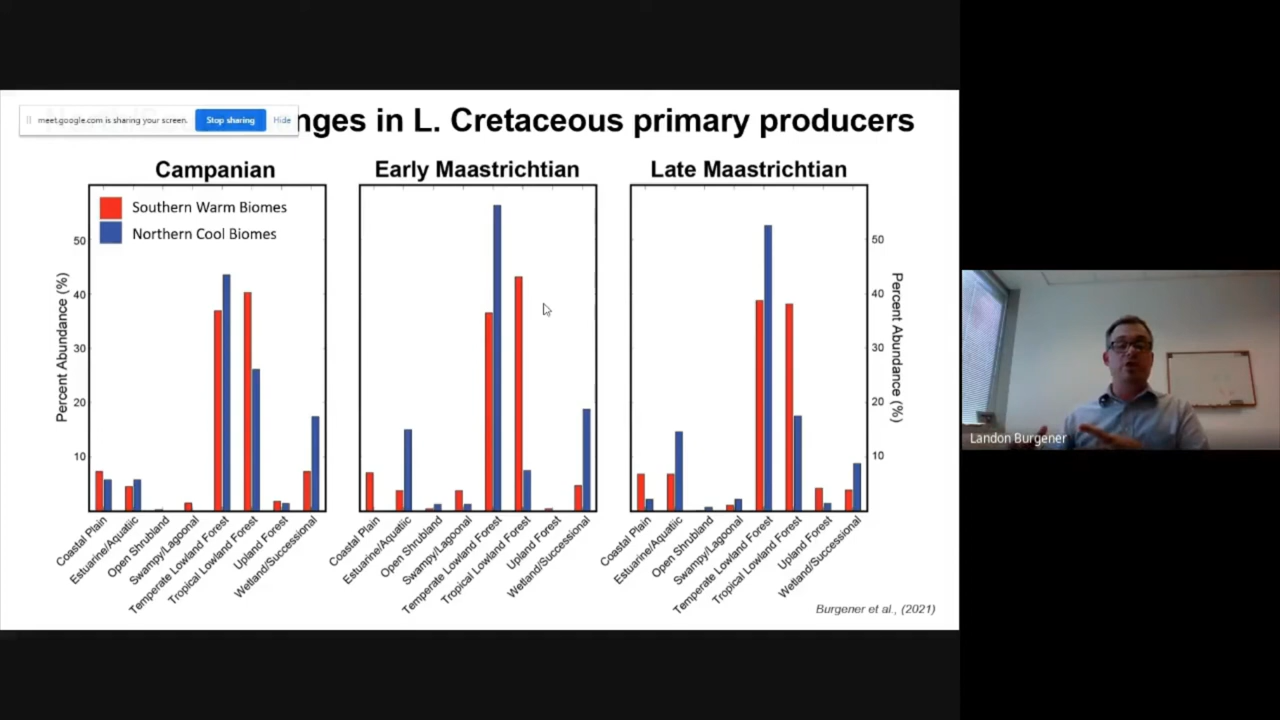 meet.google.com is sharing your screen.
Stop sharing
Hide
nges in L. Cretaceous primary producers
Campanian
Early Maastrichtian
Late Maastrichtian
Southern Warm Biomes
Northern Cool Biomes
Percent Abundance (%)
50
40
30
20
10
50
40
30
20
10
Percent Abundance (%)
Coastal Plain
Estuarine/Aquatiic
Open Shrubland
Swampy/Lagoonal
Temperate Lowland Forest
Tropical Lowland Forest
Upland Forest
Wetland/Successional
Coastal Plain
Estuarine/Aquatiic
Open Shrubland
Swampy/Lagoonal
Temperate Lowland Forest
Tropical Lowland Forest
Upland Forest
Wetland/Successional
Coastal Plain
Estuarine/Aquatiic
Open Shrubland
Swampy/Lagoonal
Temperate Lowland Forest
Tropical Lowland Forest
Upland Forest
Wetland/Successional
Burgener et al., (2021)
Landon Burgener